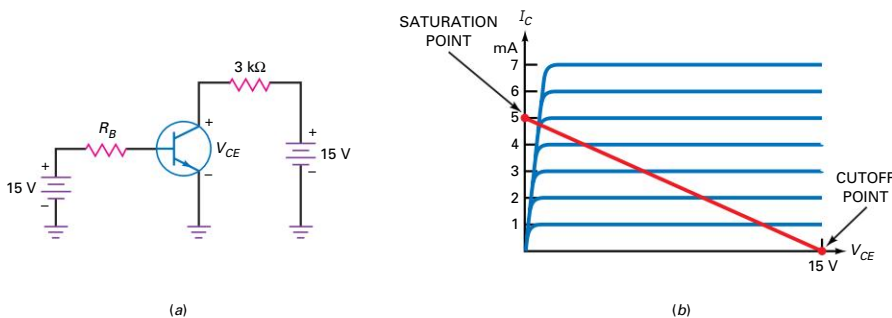 3 kΩ
R_B
+
V_CE
−
+
15 V
−
+
15 V
−
(a)
SATURATION
POINT
I_C
mA
7
6
5
4
3
2
1
CUTOFF
POINT
15 V
V_CE
(b)